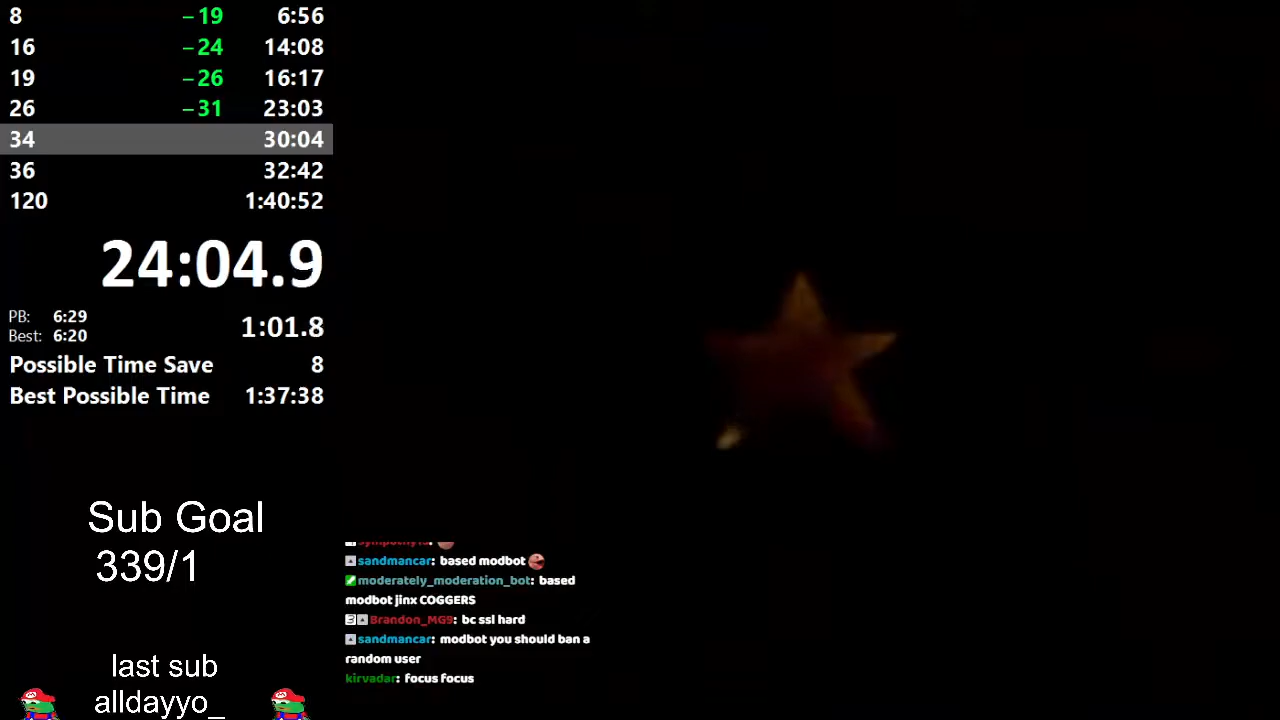 8 –19 6:56
16 –24 14:08
19 –26 16:17
26 –31 23:03
34 30:04
36 32:42
120 1:40:52
24:04.9
PB: 6:29 1:01.8
Best: 6:20
Possible Time Save 8
Best Possible Time 1:37:38
Sub Goal
339/1
last sub
alldayyo_
sandmancar: based modbot
moderately_moderation_bot: based
modbot jinx COGGERS
Brandon_MG9: bc ssl hard
sandmancar: modbot you should ban a
random user
kirvadar: focus focus